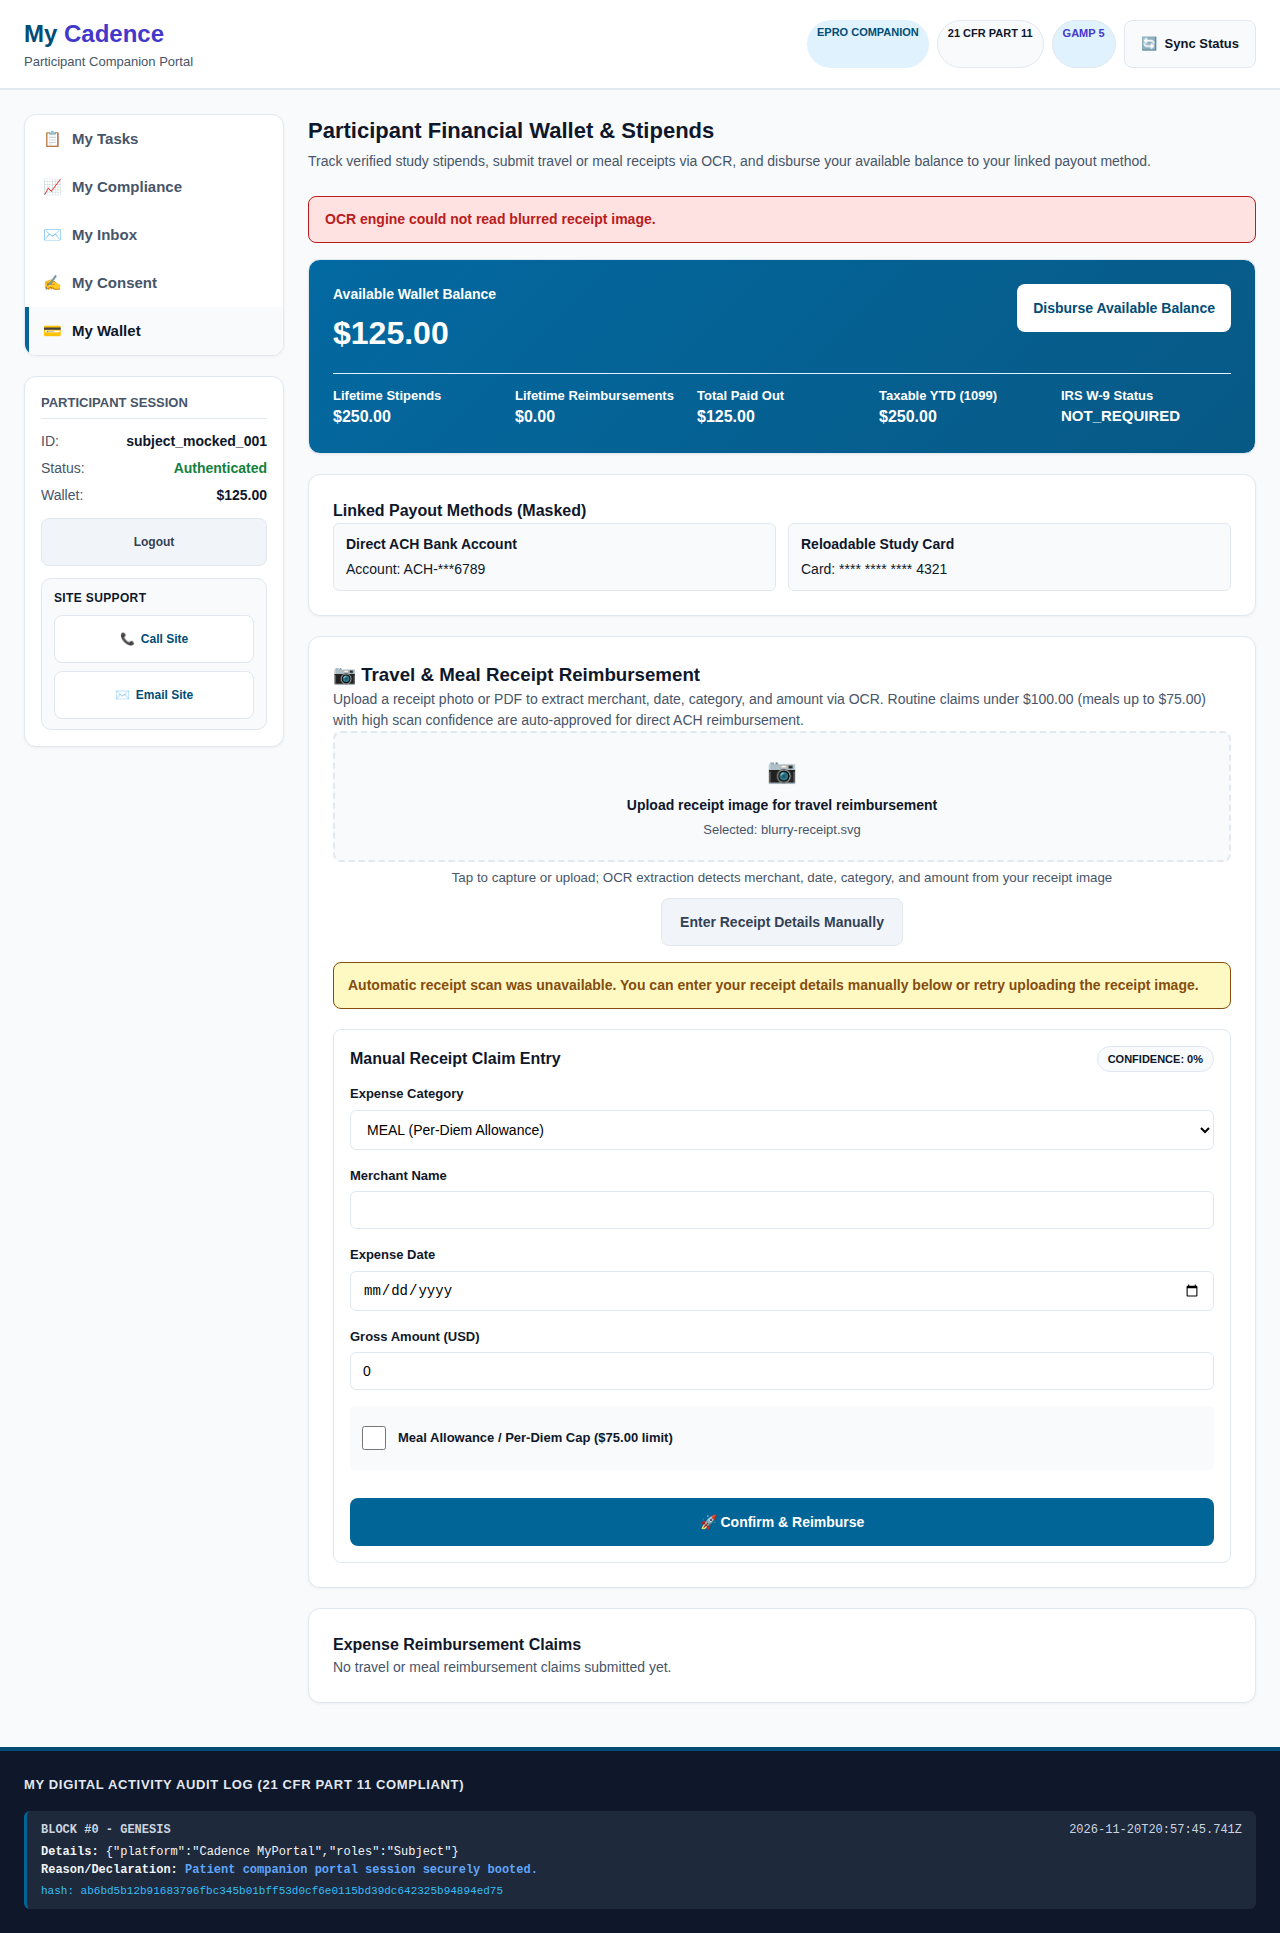 My Cadence
Participant Companion Portal
EPRO COMPANION
21 CFR PART 11
GAMP 5
Sync Status
My Tasks
My Compliance
My Inbox
My Consent
My Wallet
PARTICIPANT SESSION
ID: subject_mocked_001
Status: Authenticated
Wallet: $125.00
Logout
SITE SUPPORT
Call Site
Email Site
Participant Financial Wallet & Stipends
Track verified study stipends, submit travel or meal receipts via OCR, and disburse your available balance to your linked payout method.
OCR engine could not read blurred receipt image.
Available Wallet Balance
$125.00
Disburse Available Balance
Lifetime Stipends
$250.00
Lifetime Reimbursements
$0.00
Total Paid Out
$125.00
Taxable YTD (1099)
$250.00
IRS W-9 Status
NOT_REQUIRED
Linked Payout Methods (Masked)
Direct ACH Bank Account
Account: ACH-***6789
Reloadable Study Card
Card: **** **** **** 4321
Travel & Meal Receipt Reimbursement
Upload a receipt photo or PDF to extract merchant, date, category, and amount via OCR. Routine claims under $100.00 (meals up to $75.00)
with high scan confidence are auto-approved for direct ACH reimbursement.
Upload receipt image for travel reimbursement
Selected: blurry-receipt.svg
Tap to capture or upload; OCR extraction detects merchant, date, category, and amount from your receipt image
Enter Receipt Details Manually
Automatic receipt scan was unavailable. You can enter your receipt details manually below or retry uploading the receipt image.
Manual Receipt Claim Entry
CONFIDENCE: 0%
Expense Category
MEAL (Per-Diem Allowance)
Merchant Name
Expense Date
mm/dd/yyyy
Gross Amount (USD)
0
Meal Allowance / Per-Diem Cap ($75.00 limit)
Confirm & Reimburse
Expense Reimbursement Claims
No travel or meal reimbursement claims submitted yet.
MY DIGITAL ACTIVITY AUDIT LOG (21 CFR PART 11 COMPLIANT)
BLOCK #0 - GENESIS
2026-11-20T20:57:45.741Z
Details: {"platform":"Cadence MyPortal","roles":"Subject"}
Reason/Declaration: Patient companion portal session securely booted.
hash: ab6bd5b12b91683796fbc345b01bff53d0cf6e0115bd39dc642325b94894ed75